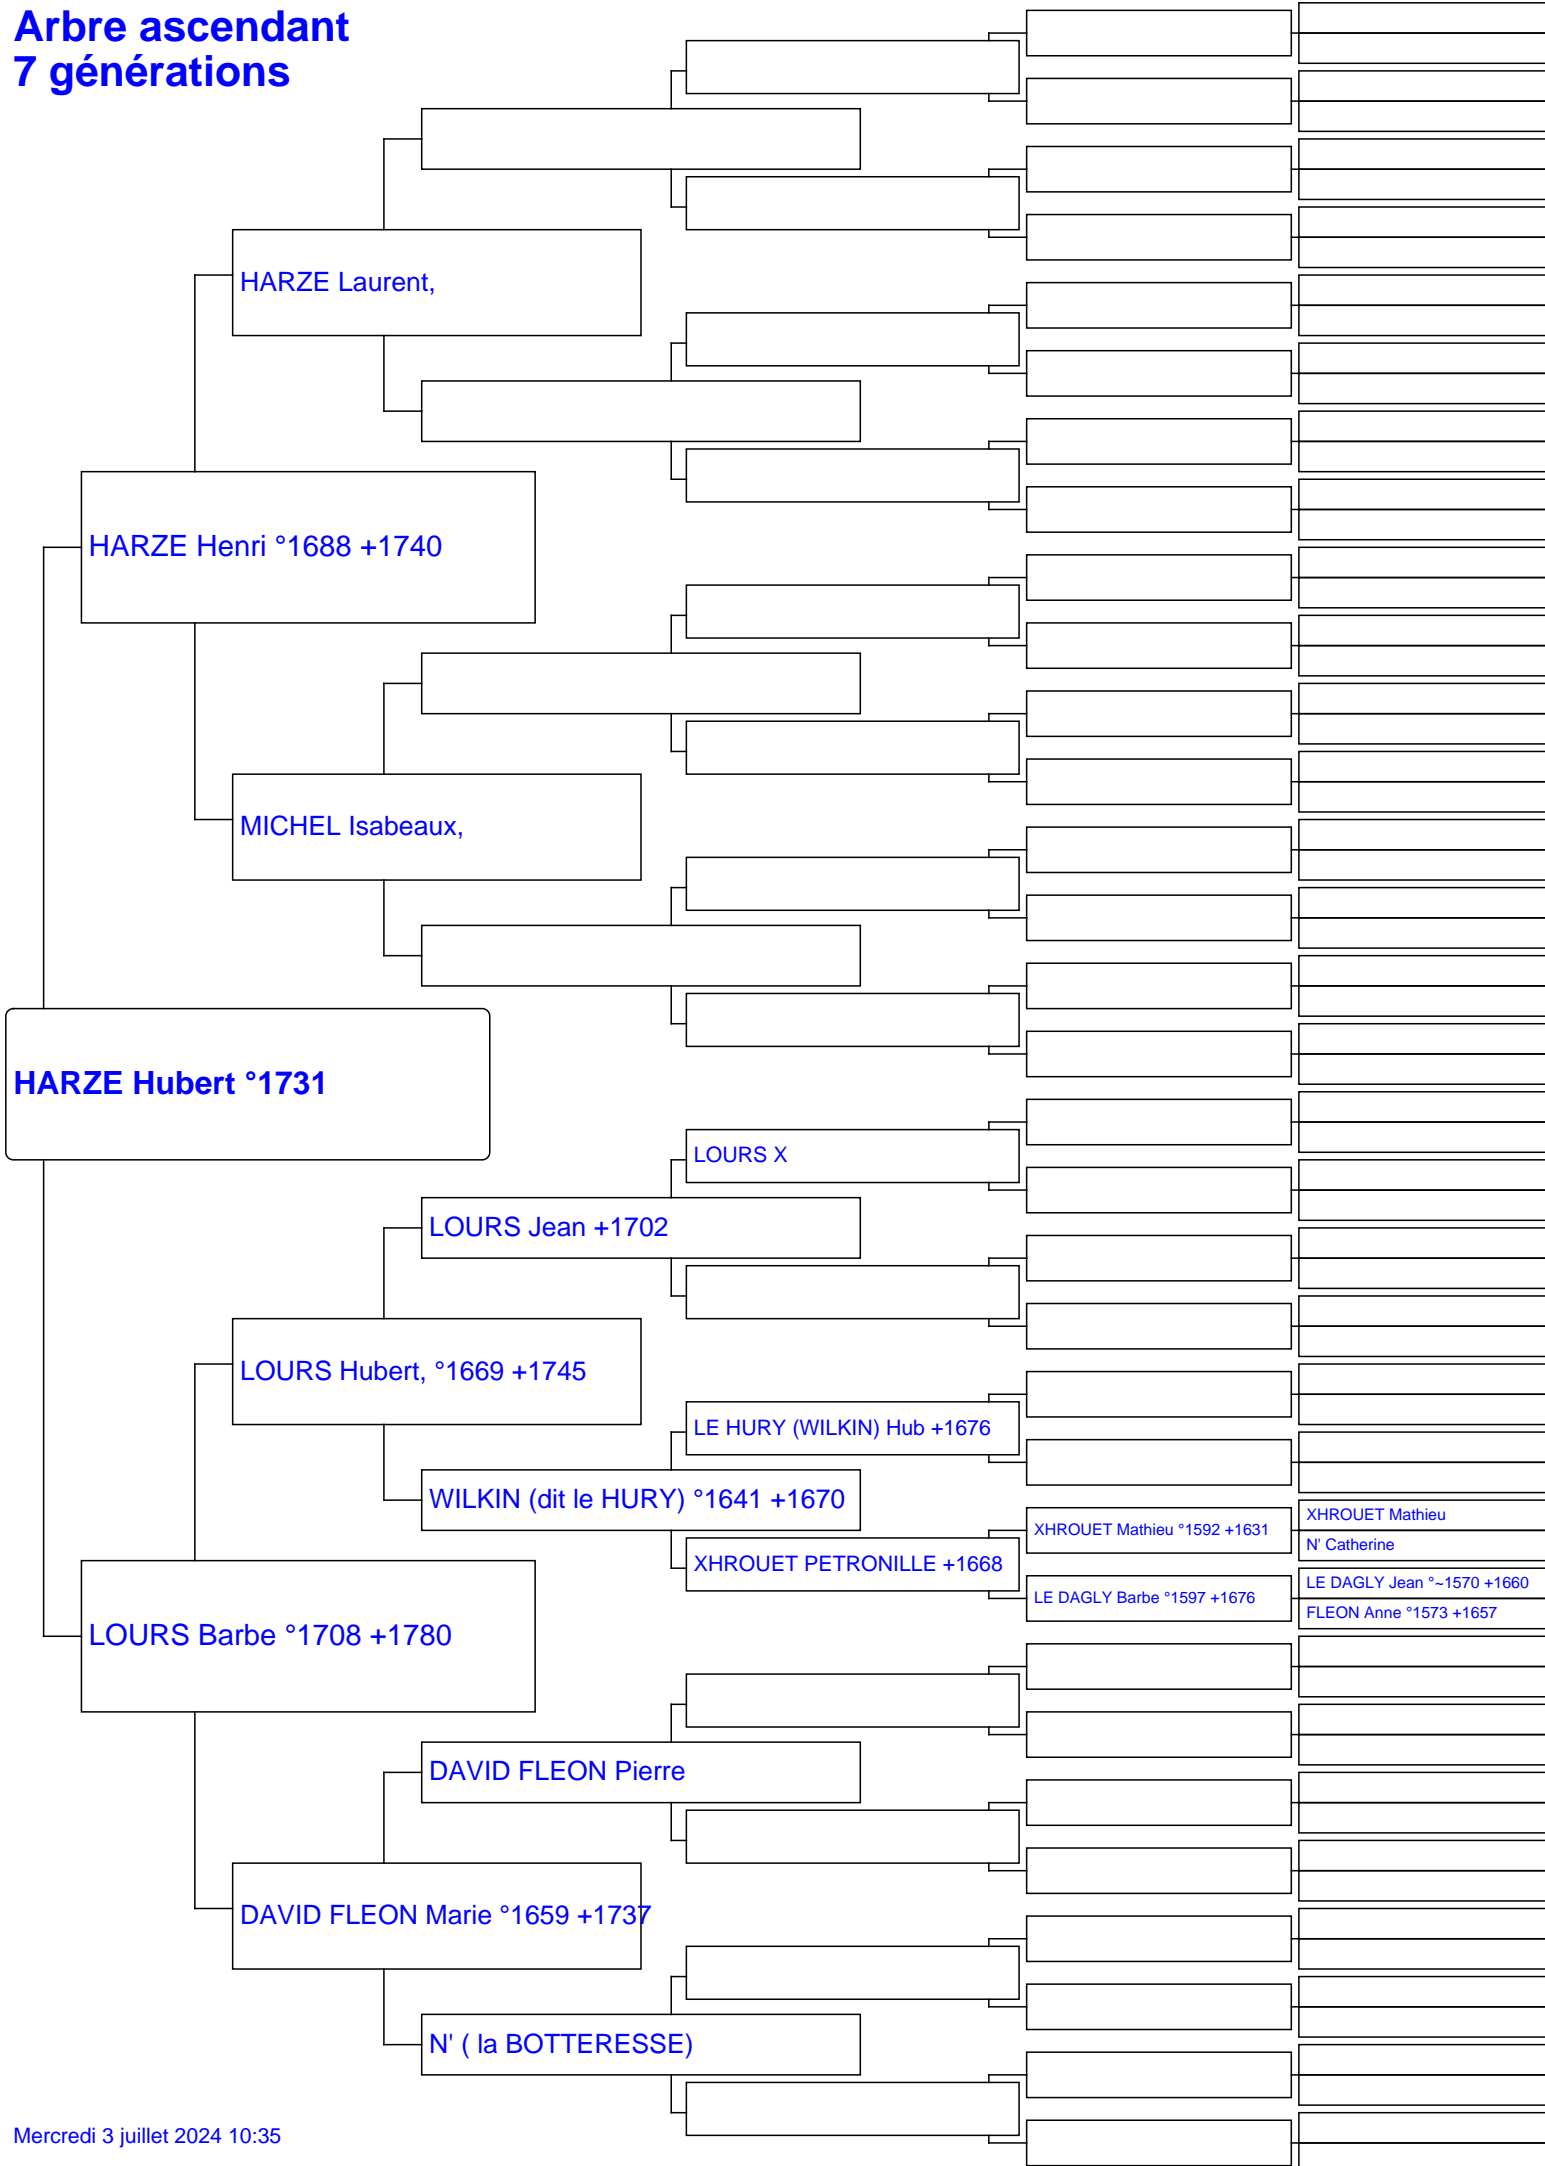 Arbre ascendant
7 générations
HARZE Laurent,
HARZE Henri °1688 +1740
MICHEL Isabeaux,
HARZE Hubert °1731
LOURS X
LOURS Jean +1702
LOURS Hubert, °1669 +1745
LE HURY (WILKIN) Hub +1676
WILKIN (dit le HURY) °1641 +1670
XHROUET Mathieu
XHROUET Mathieu °1592 +1631
N' Catherine
XHROUET PETRONILLE +1668
LE DAGLY Jean °~1570 +1660
LE DAGLY Barbe °1597 +1676
FLEON Anne °1573 +1657
LOURS Barbe °1708 +1780
DAVID FLEON Pierre
DAVID FLEON Marie °1659 +1737
N' ( la BOTTERESSE)
Mercredi 3 juillet 2024 10:35